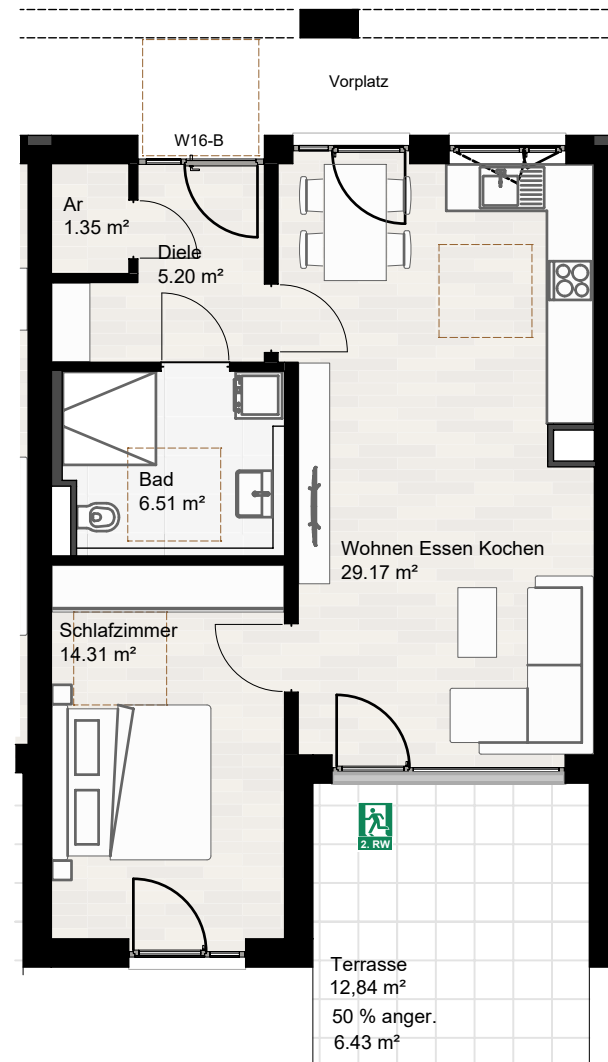 Vorplatz
W16-B
Ar
1.35 m²
Diele
5.20 m²
Bad
6.51 m²
Wohnen Essen Kochen
29.17 m²
Schlafzimmer
14.31 m²
2. RW
Terrasse
12,84 m²
50 % anger.
6.43 m²